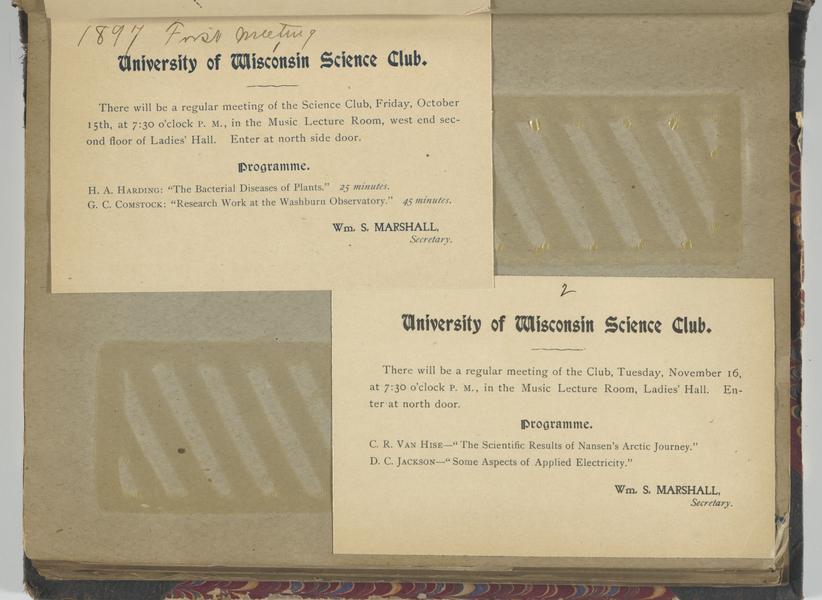 1897 First meeting
University of Wisconsin Science Club.
There will be a regular meeting of the Science Club, Friday, October
15th, at 7:30 o'clock P. M., in the Music Lecture Room, west end sec-
ond floor of Ladies' Hall. Enter at north side door.
Programme.
H. A. HARDING: "The Bacterial Diseases of Plants." 25 minutes.
G. C. COMSTOCK: "Research Work at the Washburn Observatory." 45 minutes.
Wm. S. MARSHALL,
Secretary.
2
University of Wisconsin Science Club.
There will be a regular meeting of the Club, Tuesday, November 16,
at 7:30 o'clock P. M., in the Music Lecture Room, Ladies' Hall. En-
ter at north door.
Programme.
C. R. VAN HISE—"The Scientific Results of Nansen's Arctic Journey."
D. C. JACKSON—"Some Aspects of Applied Electricity."
Wm. S. MARSHALL,
Secretary.